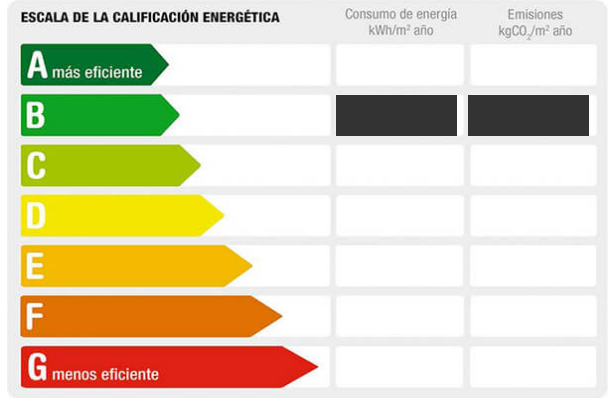 ESCALA DE LA CALIFICACIÓN ENERGÉTICA
Consumo de energía
kWh/m² año
Emisiones
kgCO₂/m² año
A más eficiente
B
C
D
E
F
G menos eficiente